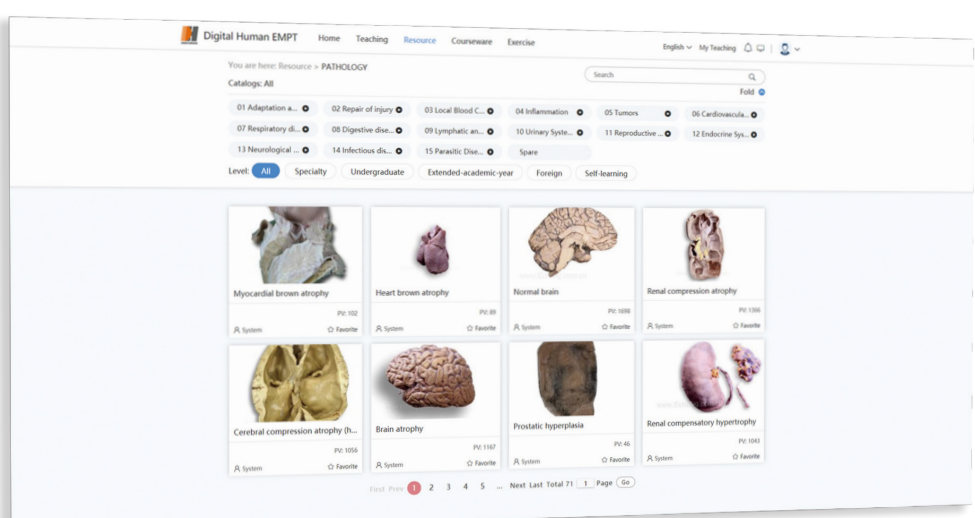 Digital Human EMPT Home Teaching Resource Courseware Exercise English My Teaching
You are here: Resource > PATHOLOGY
Search
Catalogs: All
Fold
01 Adaptation a... 02 Repair of injury 03 Local Blood C... 04 Inflammation 05 Tumors 06 Cardiovascula...
07 Respiratory di... 08 Digestive dise... 09 Lymphatic an... 10 Urinary Syste... 11 Reproductive ... 12 Endocrine Sys...
13 Neurological ... 14 Infectious dis... 15 Parasitic Dise... Spare
Level: All Specialty Undergraduate Extended-academic-year Foreign Self-learning
Myocardial brown atrophy Heart brown atrophy Normal brain Renal compression atrophy
PV: 102 PV: 89 PV: 1698 PV: 1366
System Favorite System Favorite System Favorite System Favorite
Cerebral compression atrophy (h... Brain atrophy Prostatic hyperplasia Renal compensatory hypertrophy
PV: 1056 PV: 1167 PV: 46 PV: 1043
System Favorite System Favorite System Favorite System Favorite
First Prev 1 2 3 4 5 ... Next Last Total 71 1 Page Go